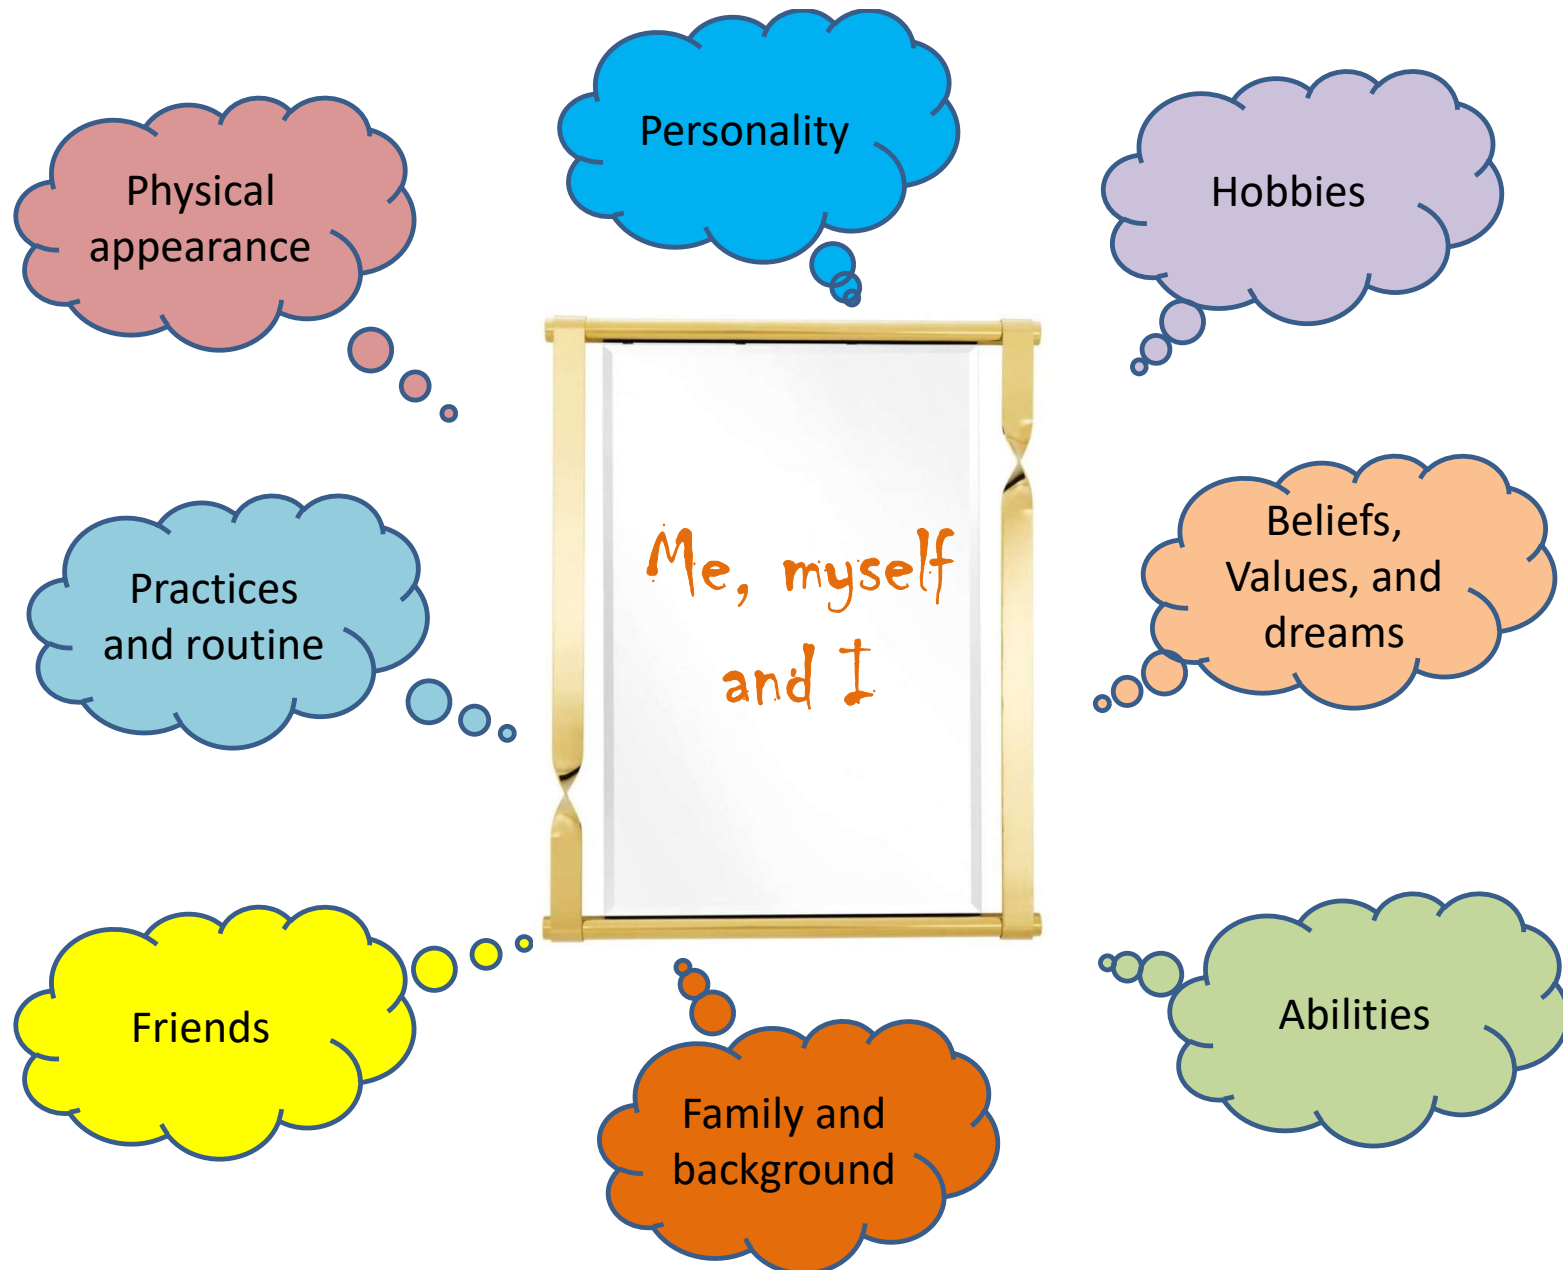 Personality
Physical
appearance
Hobbies
Me, myself
and I
Practices
and routine
Beliefs,
Values, and
dreams
Friends
Family and
background
Abilities